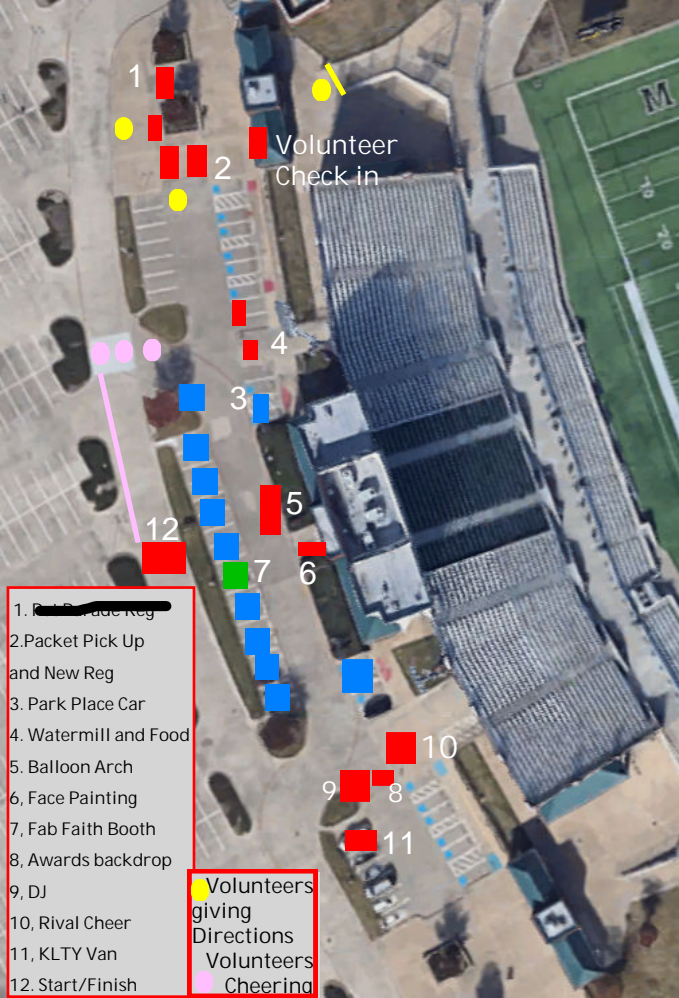 1
2
Volunteer
Check in
M
4
3
5
12
6
7
10
9
8
11
1. Reg
2.Packet Pick Up
and New Reg
3. Park Place Car
4. Watermill and Food
5. Balloon Arch
6, Face Painting
7, Fab Faith Booth
8, Awards backdrop
9, DJ
10, Rival Cheer
11, KLTY Van
12. Start/Finish
Volunteers
giving
Directions
Volunteers
Cheering